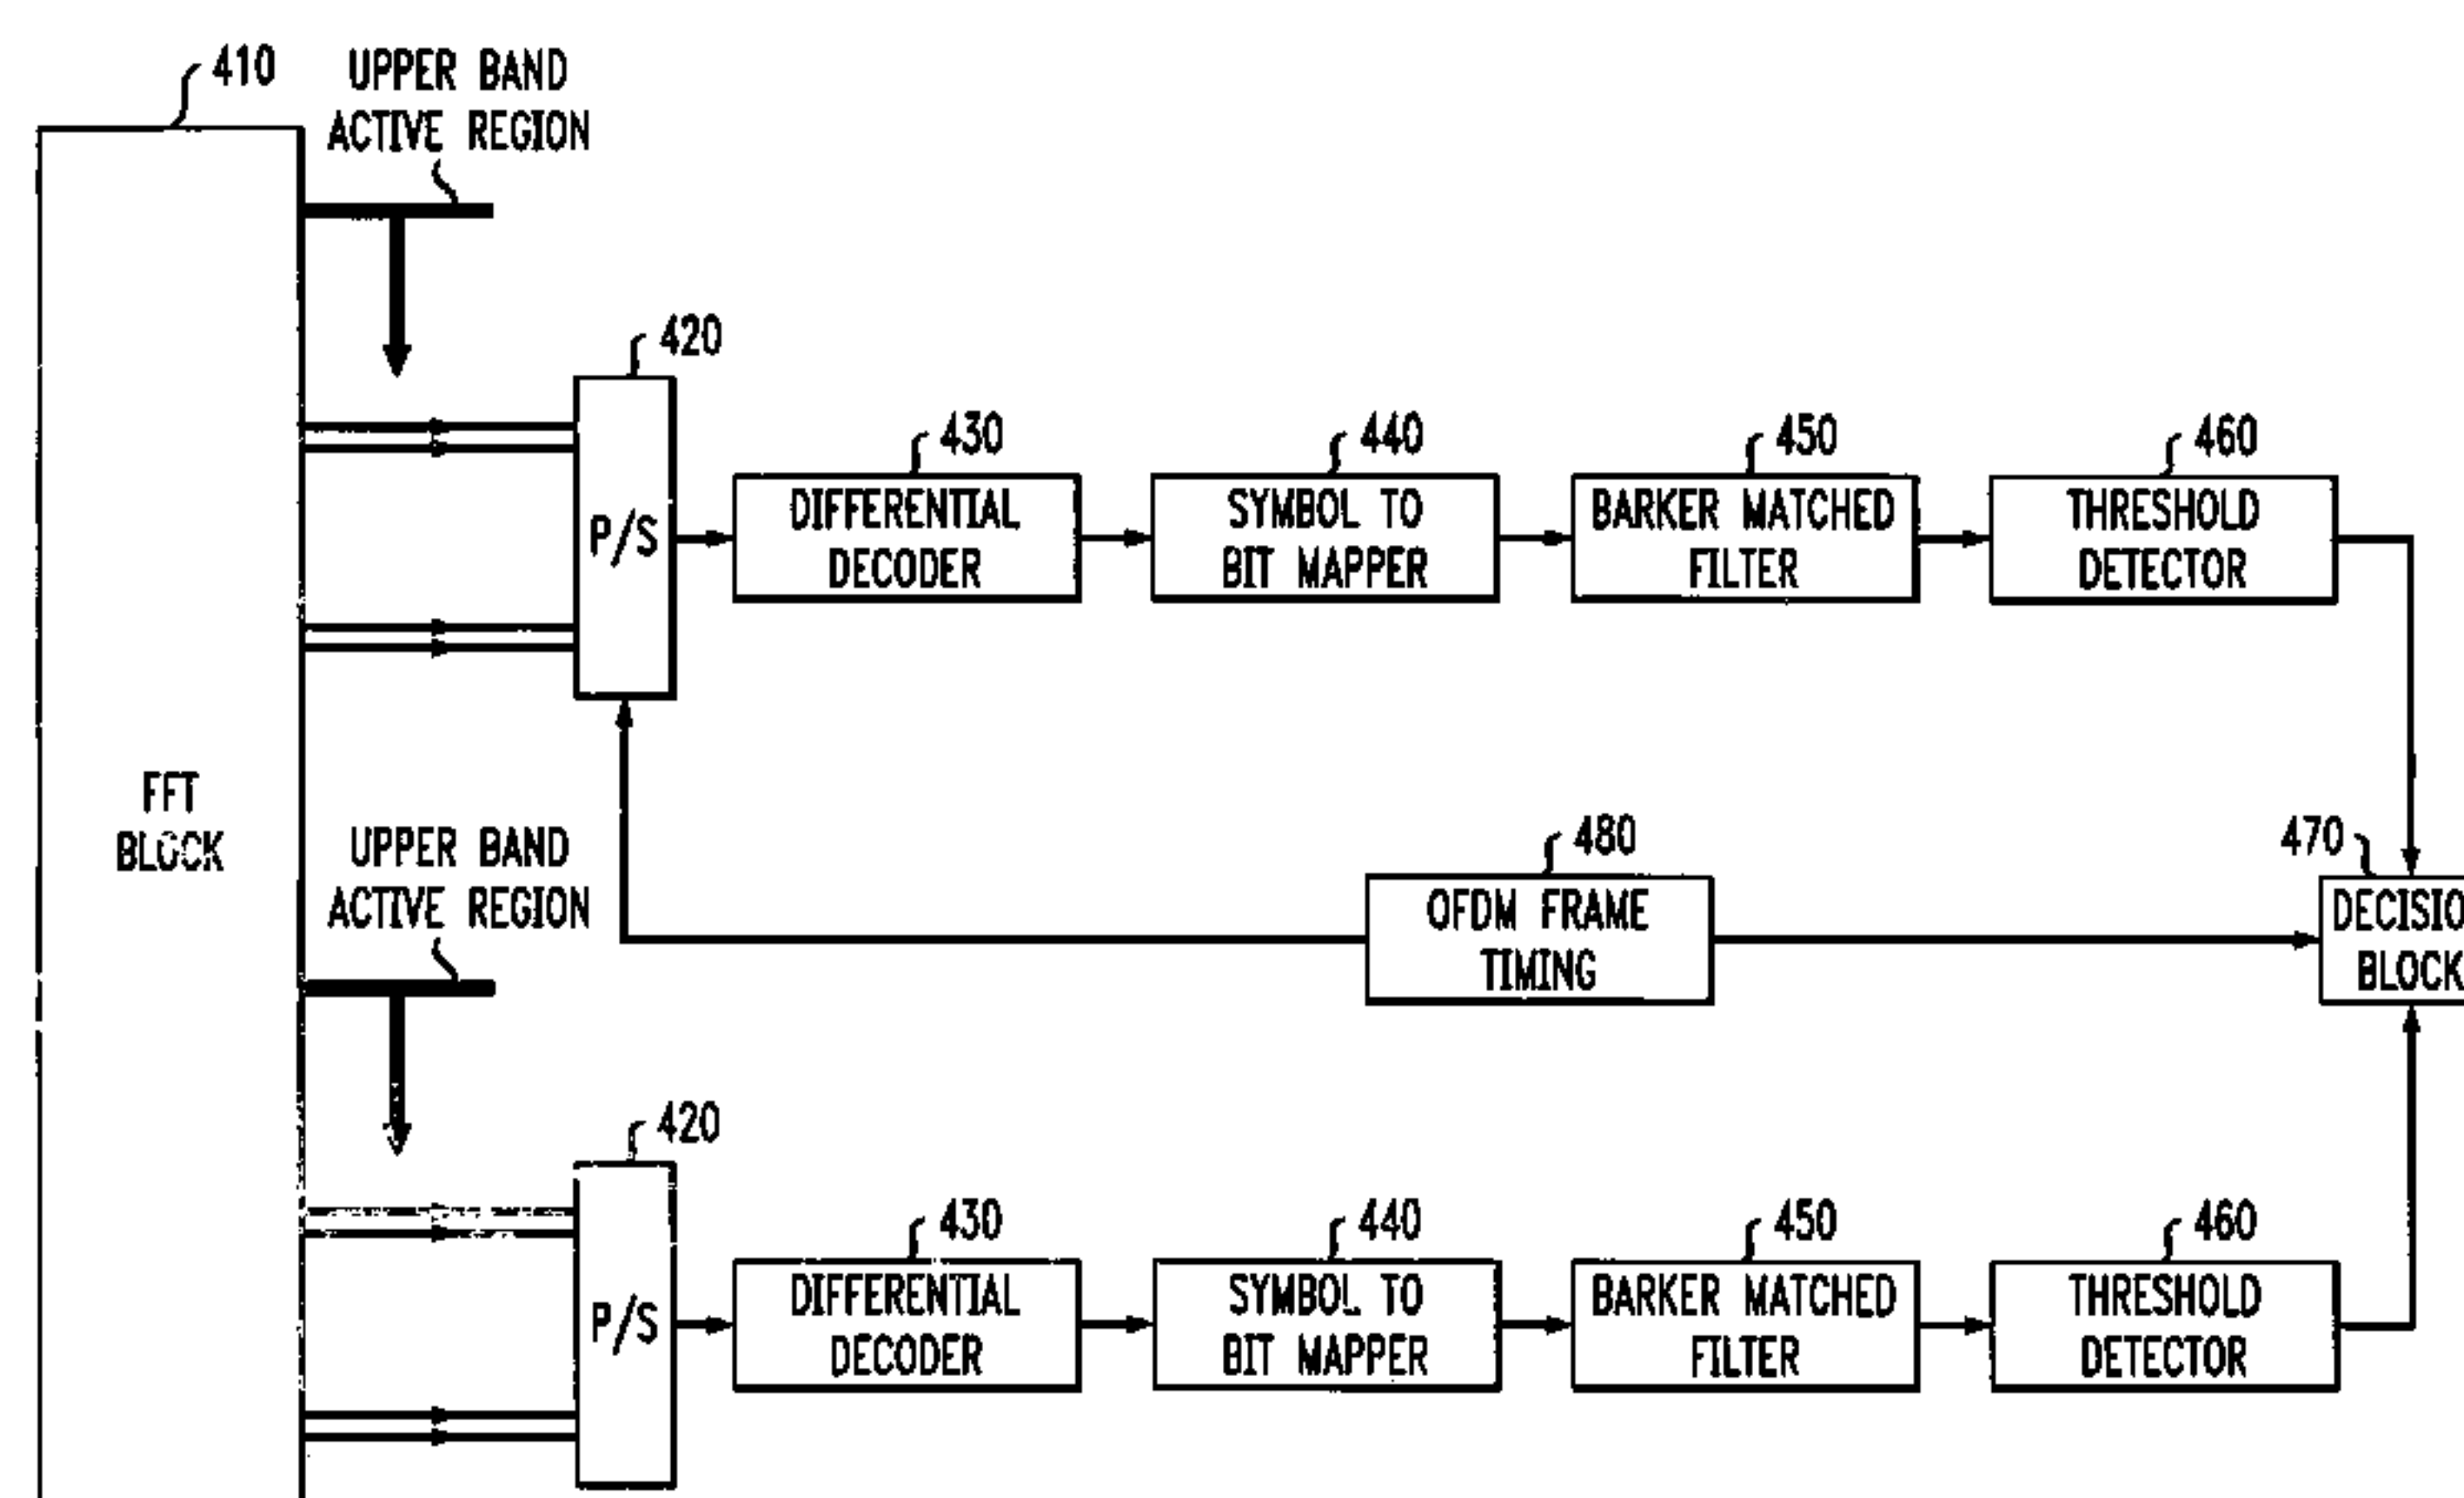 410
UPPER BAND
ACTIVE REGION
420
430
440
450
460
P/S
DIFFERENTIAL
DECODER
SYMBOL TO
BIT MAPPER
BARKER MATCHED
FILTER
THRESHOLD
DETECTOR
FFT
BLOCK
UPPER BAND
ACTIVE REGION
480
OFDM FRAME
TIMING
470
DECISIO
BLOCK
420
430
440
450
460
P/S
DIFFERENTIAL
DECODER
SYMBOL TO
BIT MAPPER
BARKER MATCHED
FILTER
THRESHOLD
DETECTOR